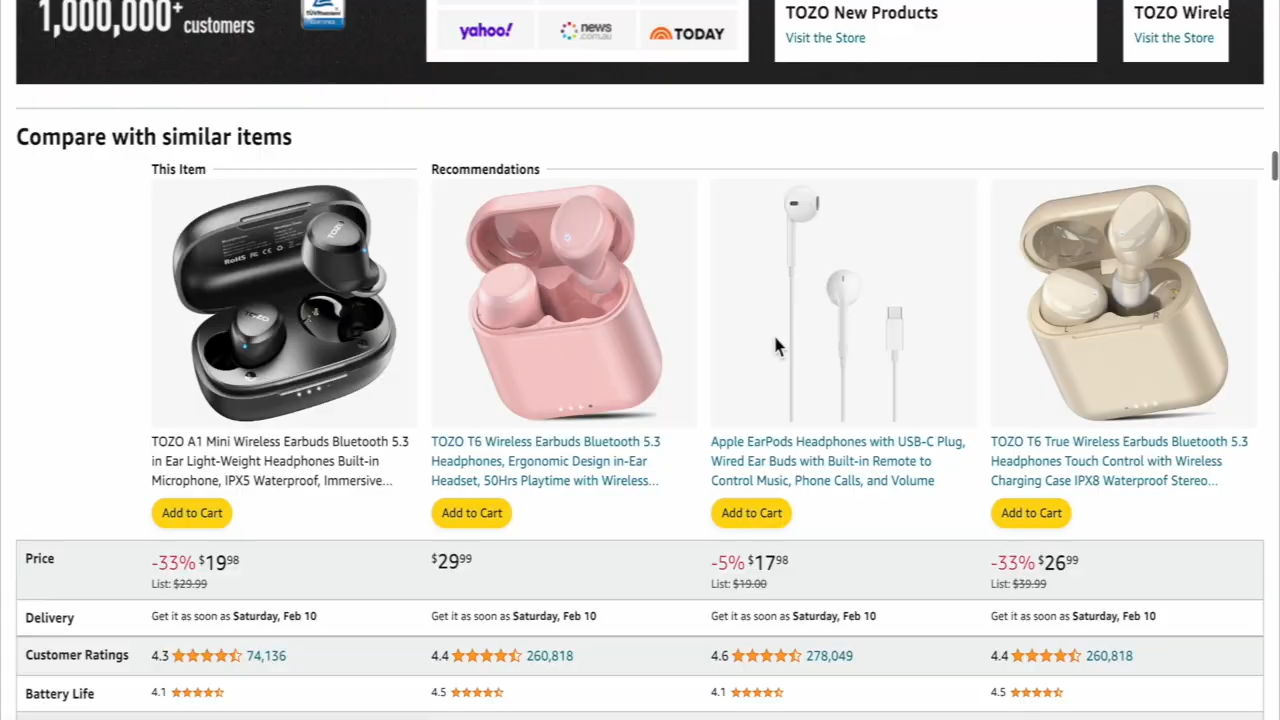 1,000,000+ customers
yahoo!
news
.com.au
TODAY
TOZO New Products
Visit the Store
TOZO Wirele
Visit the Store
Compare with similar items
This Item
Recommendations
TOZO A1 Mini Wireless Earbuds Bluetooth 5.3
in Ear Light-Weight Headphones Built-in
Microphone, IPX5 Waterproof, Immersive...
TOZO T6 Wireless Earbuds Bluetooth 5.3
Headphones, Ergonomic Design in-Ear
Headset, 50Hrs Playtime with Wireless...
Apple EarPods Headphones with USB-C Plug,
Wired Ear Buds with Built-in Remote to
Control Music, Phone Calls, and Volume
TOZO T6 True Wireless Earbuds Bluetooth 5.3
Headphones Touch Control with Wireless
Charging Case IPX8 Waterproof Stereo...
Add to Cart
Add to Cart
Add to Cart
Add to Cart
Price
-33% $1998
List: $29.99
$2999
-5% $1798
List: $19.00
-33% $2699
List: $39.99
Delivery
Get it as soon as Saturday, Feb 10
Get it as soon as Saturday, Feb 10
Get it as soon as Saturday, Feb 10
Get it as soon as Saturday, Feb 10
Customer Ratings
4.3 74,136
4.4 260,818
4.6 278,049
4.4 260,818
Battery Life
4.1
4.5
4.1
4.5